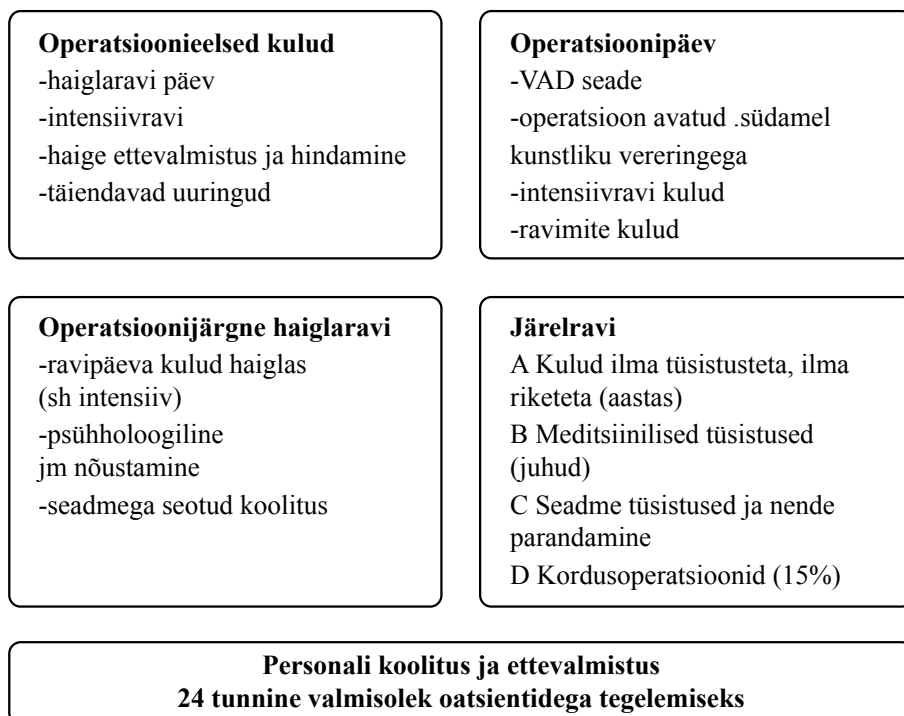 Operatsioonieelsed kulud
-haiglaravi päev
-intensiivravi
-haige ettevalmistus ja hindamine
-täiendavad uuringud
Operatsioonipäev
-VAD seade
-operatsioon avatud .südamel
kunstliku vereringega
-intensiivravi kulud
-ravimite kulud
Operatsioonijärgne haiglaravi
-ravipäeva kulud haiglas
(sh intensiiv)
-psühholoogiline
jm nõustamine
-seadmega seotud koolitus
Järelravi
A Kulud ilma tüsistusteta, ilma
riketeta (aastas)
B Meditsiinilised tüsistused
(juhud)
C Seadme tüsistused ja nende
parandamine
D Kordusoperatsioonid (15%)
Personali koolitus ja ettevalmistus
24 tunnine valmisolek oatsientidega tegelemiseks